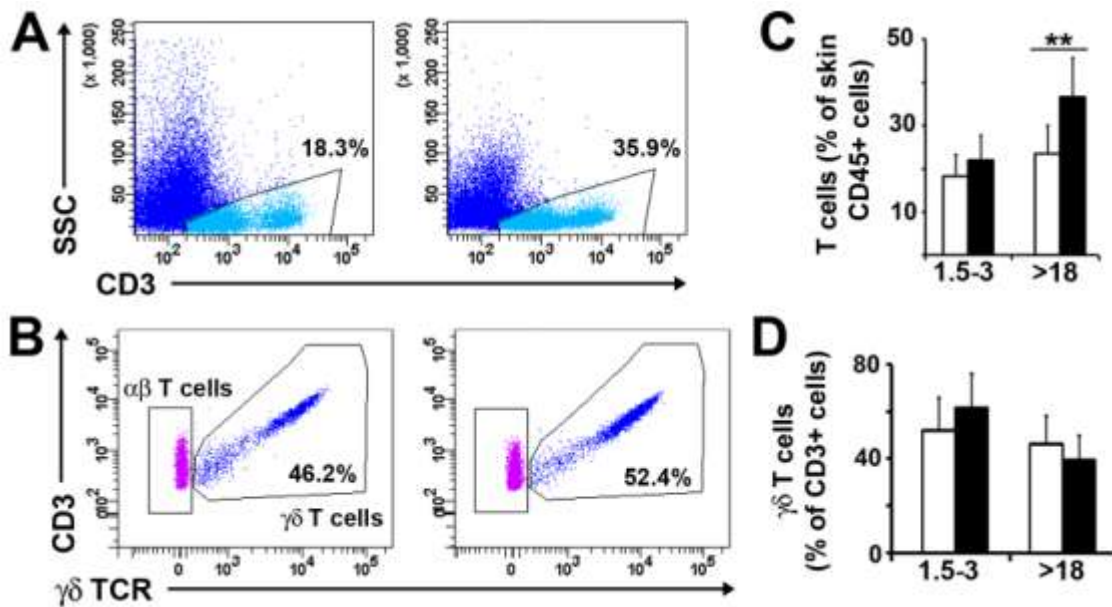 A
SSC
(x 1,000)
250
200
150
100
50
18.3%
10² 10³ 10⁴ 10⁵
(x 1,000)
250
200
150
100
50
35.9%
10² 10³ 10⁴ 10⁵
CD3
C
T cells (% of skin
CD45+ cells)
50
30
10
**
1.5-3 >18
B
CD3
10⁵
10⁴
10³
10²
αβ T cells
46.2%
γδ T cells
0 10³ 10⁴ 10⁵
10⁵
10⁴
10³
10²
52.4%
0 10³ 10⁴ 10⁵
γδ TCR
D
γδ T cells
(% of CD3+ cells)
80
40
0
1.5-3 >18